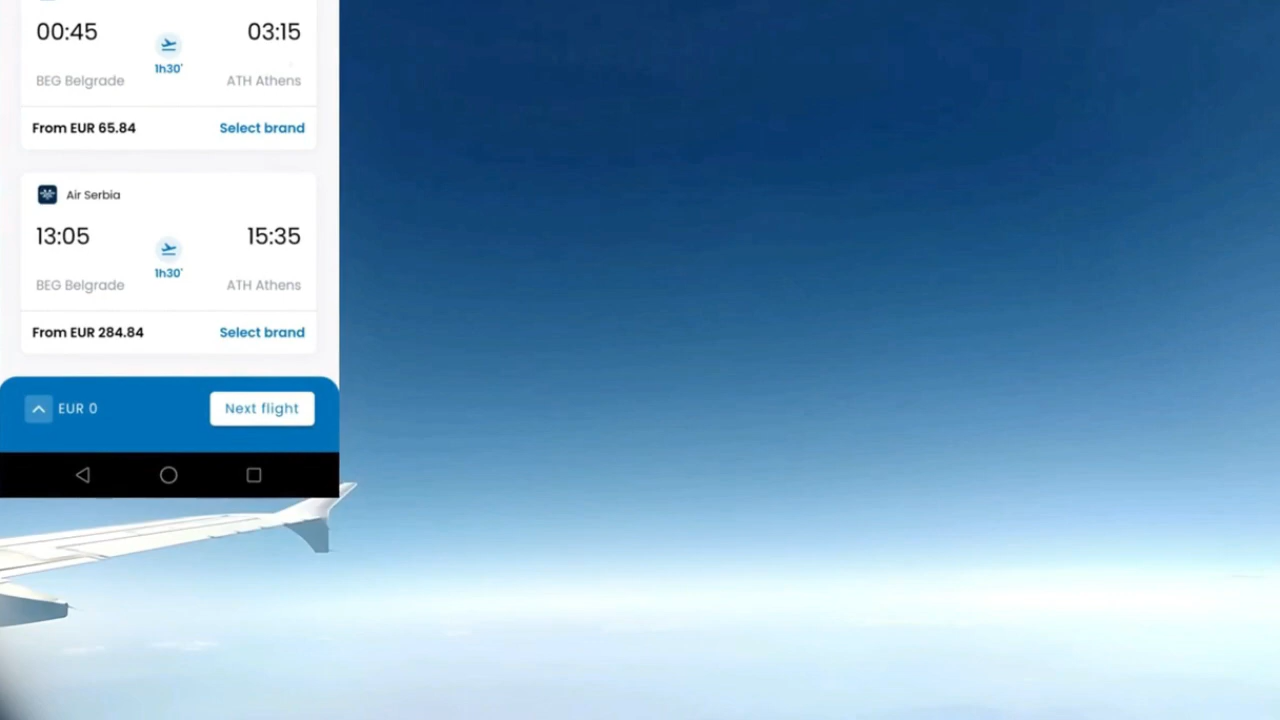 00:45 03:15
1h30'
BEG Belgrade ATH Athens
From EUR 65.84 Select brand
Air Serbia
13:05 15:35
1h30'
BEG Belgrade ATH Athens
From EUR 284.84 Select brand
EUR 0 Next flight